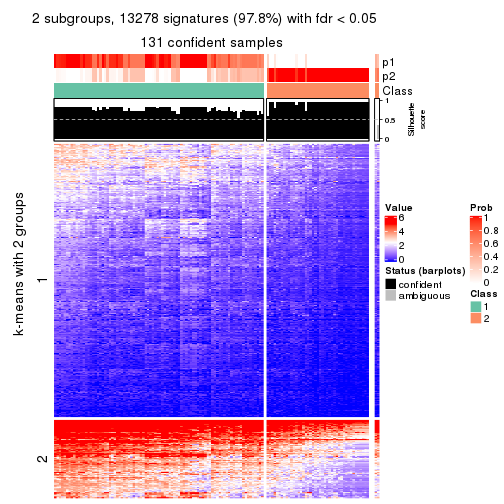 2 subgroups, 13278 signatures (97.8%) with fdr < 0.05
131 confident samples
p1
p2
Class
1
0.5
0
Silhouette
score
k-means with 2 groups
1
2
Value
6
4
2
0
Status (barplots)
confident
ambiguous
Prob
1
0.8
0.6
0.4
0.2
0
Class
1
2